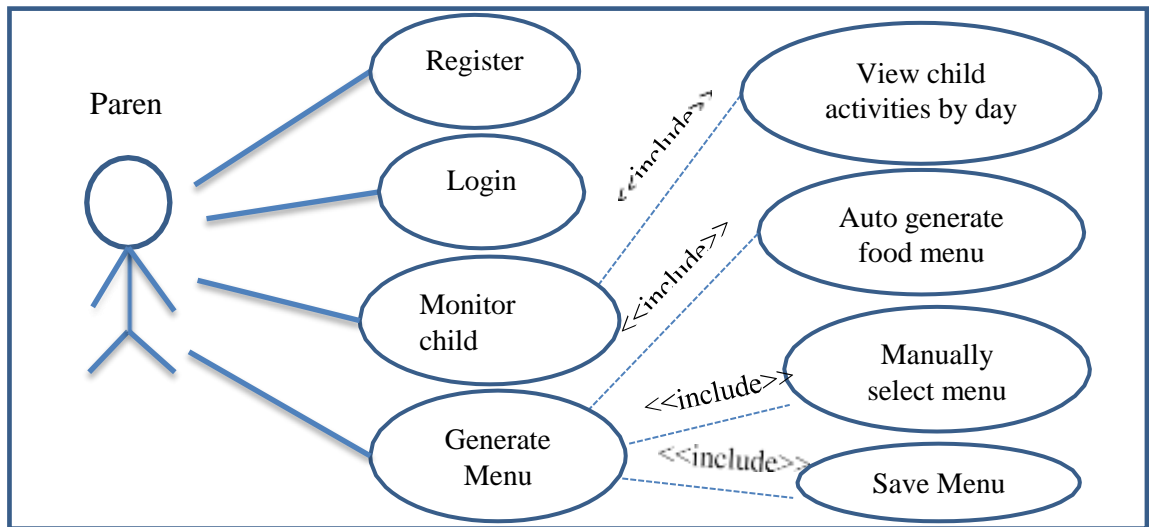 Paren
Register
Login
Monitor
child
Generate
Menu
<<include>>
<<include>>
<<include>>
<<include>>
View child
activities by day
Auto generate
food menu
Manually
select menu
Save Menu